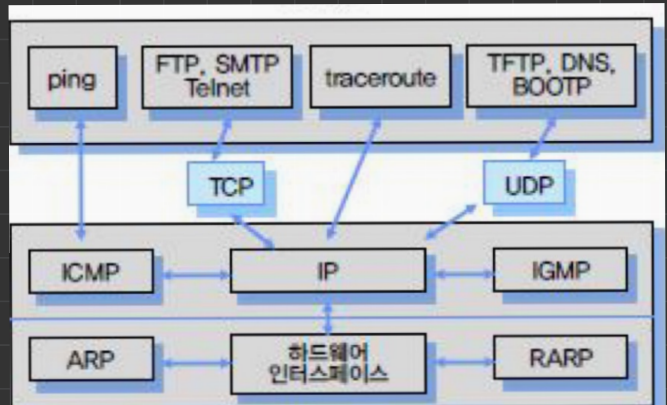 ping
FTP, SMTP
Telnet
traceroute
TFTP, DNS,
BOOTP
TCP
UDP
ICMP
IP
IGMP
ARP
하드웨어
인터스페이스
RARP